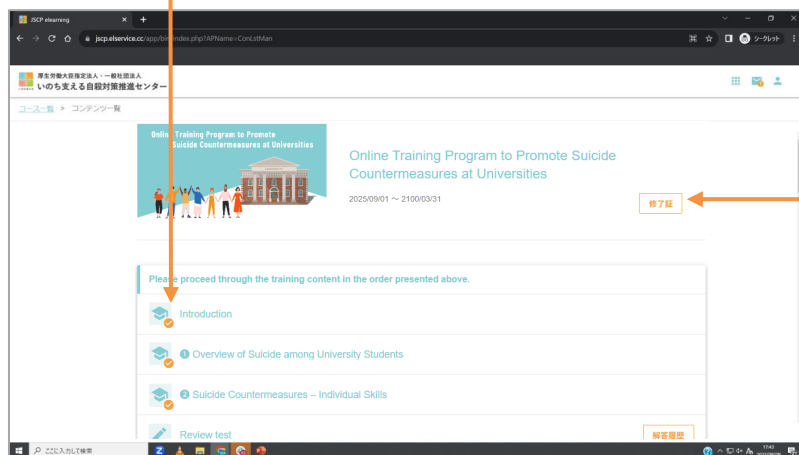 JSCP elearning
jscp.elservice.cc/app/bin/index.php?APName=ConLstMan
シークレット
厚生労働大臣指定法人・一般社団法人
いのち支える自殺対策推進センター
コース一覧 > コンテンツ一覧
Online Training Program to Promote
Suicide Countermeasures at Universities
Online Training Program to Promote Suicide
Countermeasures at Universities
2025/09/01 ～ 2100/03/31
修了証
Please proceed through the training content in the order presented above.
Introduction
❶ Overview of Suicide among University Students
❷ Suicide Countermeasures – Individual Skills
Review test
解答履歴
ここに入力して検索
17:43